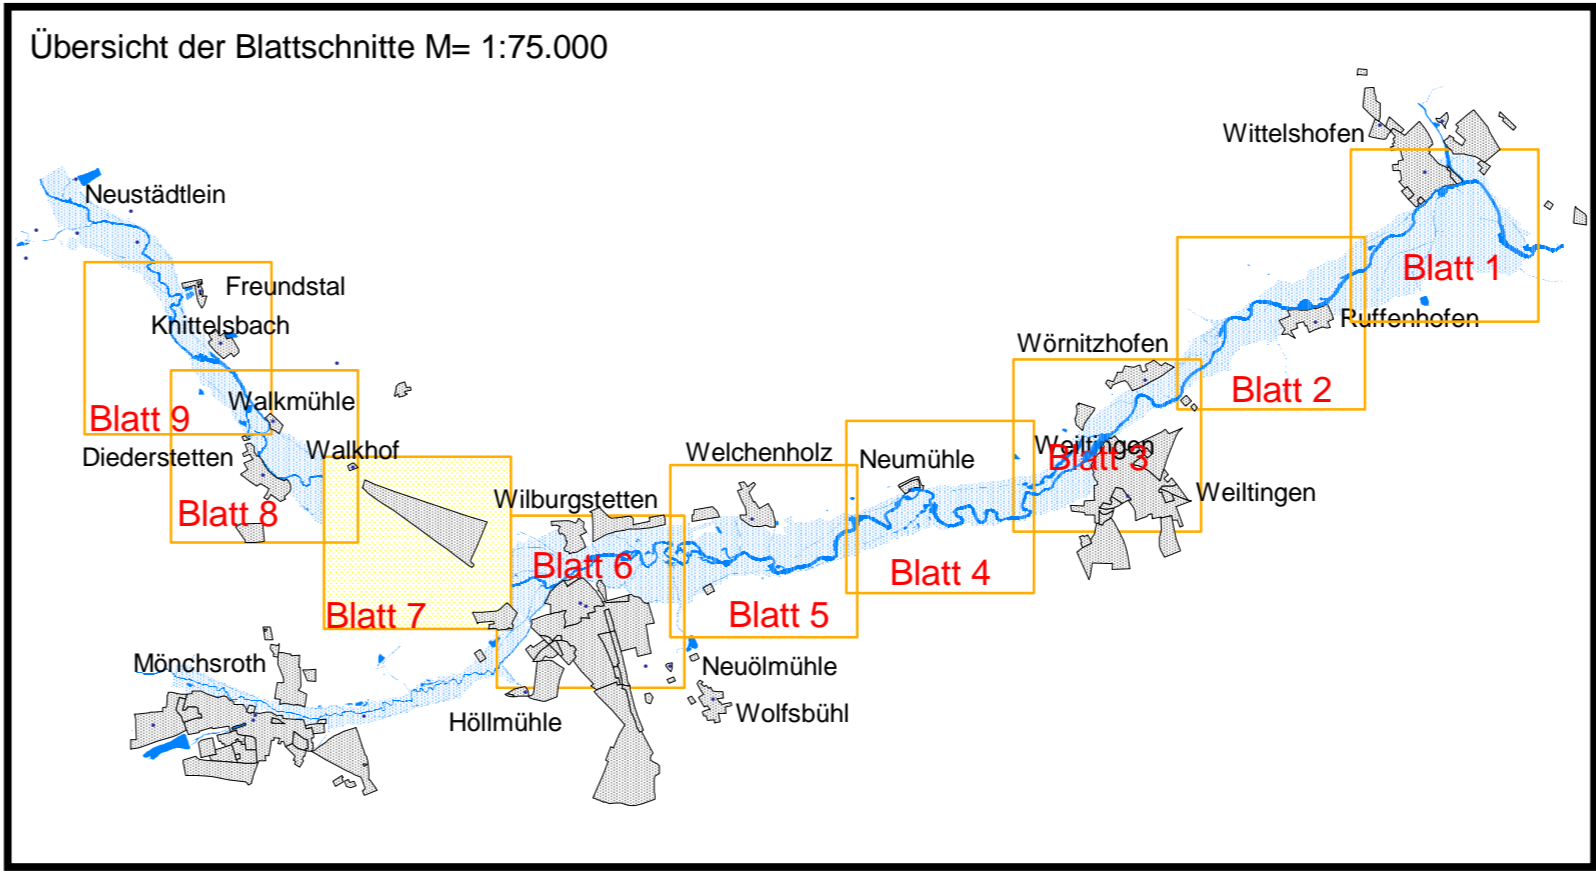 Übersicht der Blattschnitte M= 1:75.000
Wittelshofen
Neustädtlein
Blatt 1
Freundstal
Knittelsbach
Ruffenhofen
Wörnitzhofen
Blatt 2
Walkmühle
Blatt 9
Diederstetten
Walkhof
Welchenholz
Neumühle
Weiltingen
Blatt 3
Weiltingen
Wilburgstetten
Blatt 8
Blatt 6
Blatt 4
Blatt 7
Blatt 5
Mönchsroth
Neuölmühle
Höllmühle
Wolfsbühl